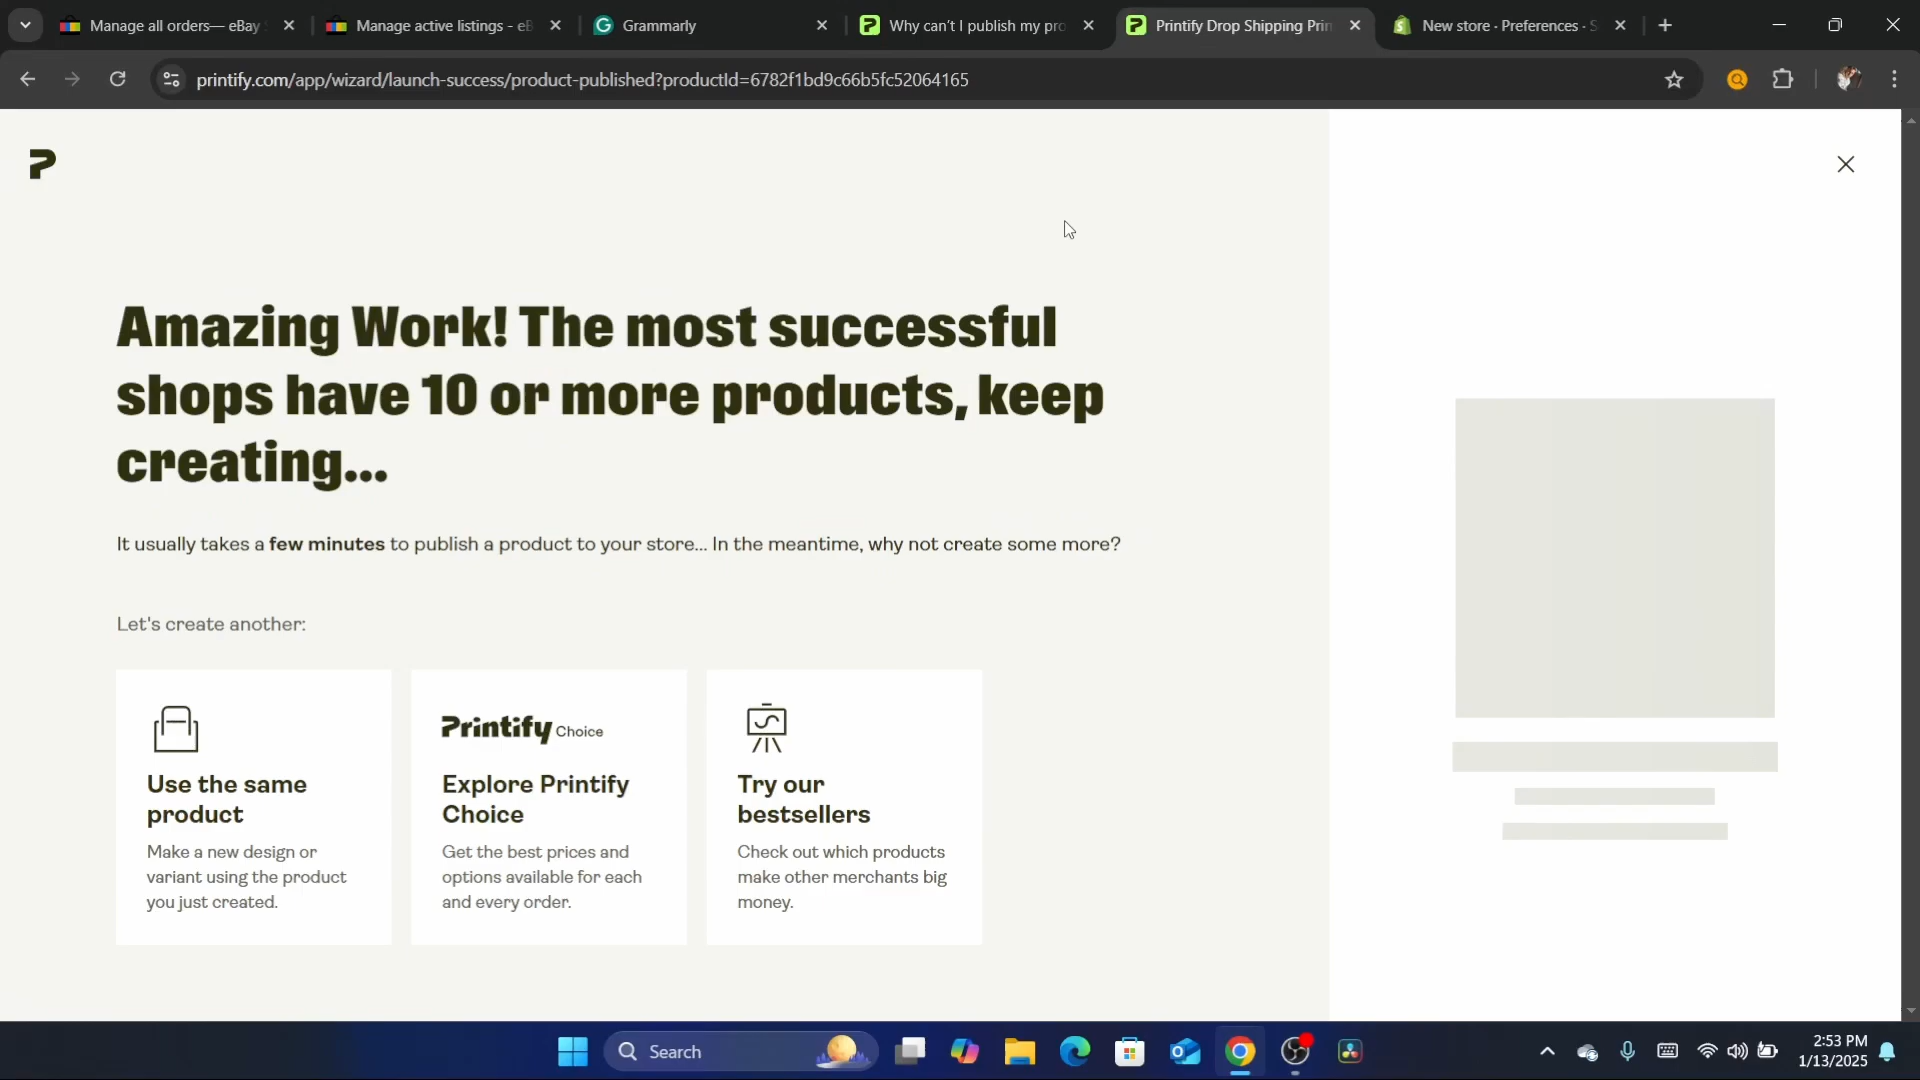 Manage all orders— eBay
Manage active listings - eB
Grammarly
Why can't I publish my pro
Printify Drop Shipping Prin
New store · Preferences · S
printify.com/app/wizard/launch-success/product-published?productId=6782f1bd9c66b5fc52064165
Amazing Work! The most successful
shops have 10 or more products, keep
creating...
It usually takes a few minutes to publish a product to your store... In the meantime, why not create some more?
Let's create another:
Use the same
product
Make a new design or
variant using the product
you just created.
Printify Choice
Explore Printify
Choice
Get the best prices and
options available for each
and every order.
Try our
bestsellers
Check out which products
make other merchants big
money.
Search
2:53 PM
1/13/2025